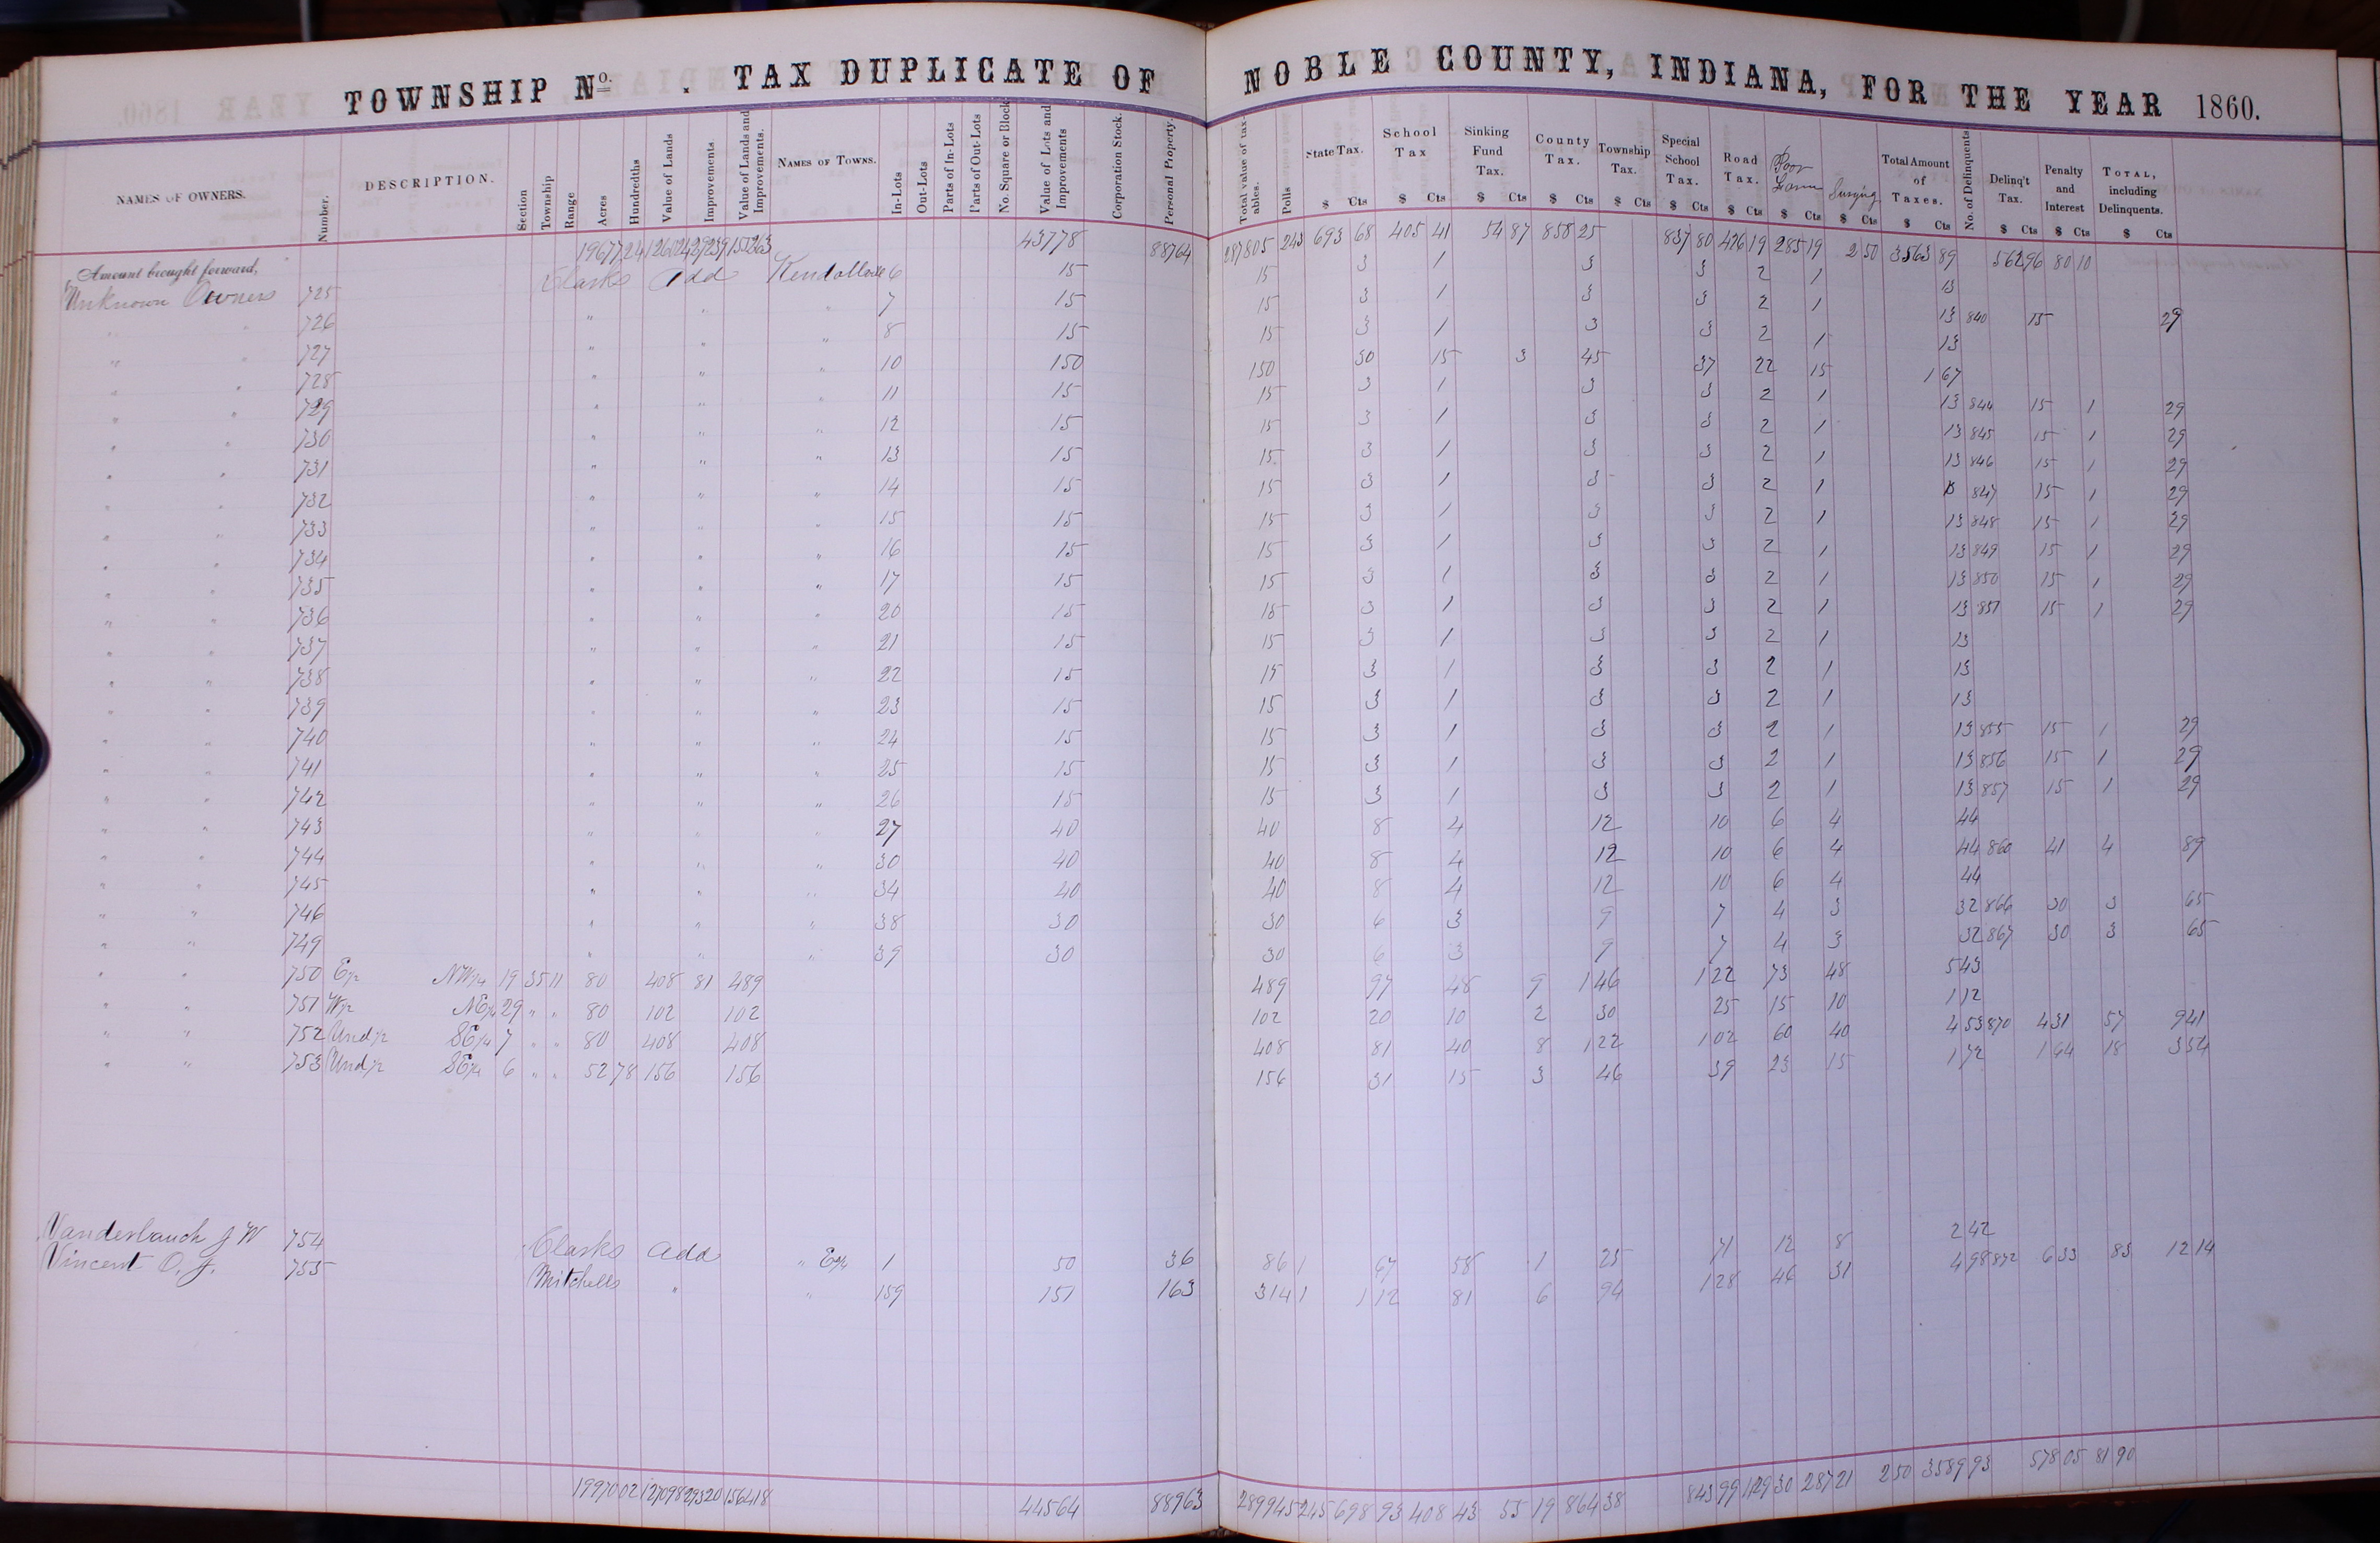 TOWNSHIP No. . TAX DUPLICATE OF NOBLE COUNTY, INDIANA, FOR THE YEAR 1860.
NAMES OF OWNERS. Number. DESCRIPTION. Section Township Range Acres Hundredths Value of Lands Improvements Value of Lands and Improvements. NAMES OF TOWNS. In-Lots Out-Lots Parts of In-Lots Parts of Out-Lots No. Square or Block Value of Lots and Improvements Corporation Stock. Personal Property. Total value of taxables. Polls State Tax. School Tax Sinking Fund Tax. County Tax. Township Tax. Special School Tax. Road Tax. Poor Farm Total Amount of Taxes. No. of Delinquents Delinq't Tax. Penalty and Interest TOTAL, including Delinquents.
$ Cts $ Cts $ Cts $ Cts $ Cts $ Cts $ Cts $ Cts $ Cts $ Cts $ Cts $ Cts $ Cts
Amount brought forward, 19677 24 126024 29239 155263 43778 88764 287805 243 693 68 405 41 54 87 858 25 837 80 426 19 285 19 2 50 3563 89 562 96 80 10
Unknown Owners 725 Clarks Add Kendallville 6 15 15 3 1 3 3 2 1 13
" " 726 " " " 7 15 15 3 1 3 3 2 1 13 840 15 29
" " 727 " " " 8 15 15 3 1 3 3 2 1 13
" " 728 " " " 10 150 150 30 15 3 45 37 22 15 1 67
" " 729 " " " 11 15 15 3 1 3 3 2 1 13 844 15 1 29
" " 730 " " " 12 15 15 3 1 3 3 2 1 13 845 15 1 29
" " 731 " " " 13 15 15 3 1 3 3 2 1 13 846 15 1 29
" " 732 " " " 14 15 15 3 1 3 3 2 1 13 847 15 1 29
" " 733 " " " 15 15 15 3 1 3 3 2 1 13 848 15 1 29
" " 734 " " " 16 15 15 3 1 3 3 2 1 13 849 15 1 29
" " 735 " " " 17 15 15 3 1 3 3 2 1 13 850 15 1 29
" " 736 " " " 20 15 15 3 1 3 3 2 1 13 851 15 1 29
" " 737 " " " 21 15 15 3 1 3 3 2 1 13
" " 738 " " " 22 15 15 3 1 3 3 2 1 13
" " 739 " " " 23 15 15 3 1 3 3 2 1 13
" " 740 " " " 24 15 15 3 1 3 3 2 1 13 855 15 1 29
" " 741 " " " 25 15 15 3 1 3 3 2 1 13 856 15 1 29
" " 742 " " " 26 15 15 3 1 3 3 2 1 13 857 15 1 29
" " 743 " " " 27 40 40 8 4 12 10 6 4 44
" " 744 " " " 30 40 40 8 4 12 10 6 4 44 860 41 4 89
" " 745 " " " 34 40 40 8 4 12 10 6 4 44
" " 746 " " " 38 30 30 6 3 9 7 4 3 32 866 30 3 65
" " 749 " " " 39 30 30 6 3 9 7 4 3 32 867 30 3 65
" " 750 E1/2 NW1/4 19 35 11 80 408 81 489 489 97 48 9 1 46 1 22 73 48 5 43
" " 751 W1/2 NE1/4 29 " " 80 102 102 102 20 10 2 30 25 15 10 1 12
" " 752 Und1/2 SE1/4 7 " " 80 408 408 408 81 40 8 1 22 1 02 60 40 4 53 870 4 31 57 9 41
" " 753 Und1/2 SE1/4 6 " " 52 78 156 156 156 31 15 3 46 39 23 15 1 72 1 64 18 3 54
Vanderlauch J W 754 Clarks Add " E1/2 1 50 36 86 1 67 58 1 25 71 12 8 2 42
Vincent O. J. 755 Mitchells " " 159 151 163 314 1 1 12 81 6 94 1 28 46 31 4 98 872 6 33 83 12 14
19970 02 127098 29320 156418 44564 88963 289945 245 698 93 408 43 55 19 864 38 843 99 287 21 2 50 3589 93 578 05 81 90